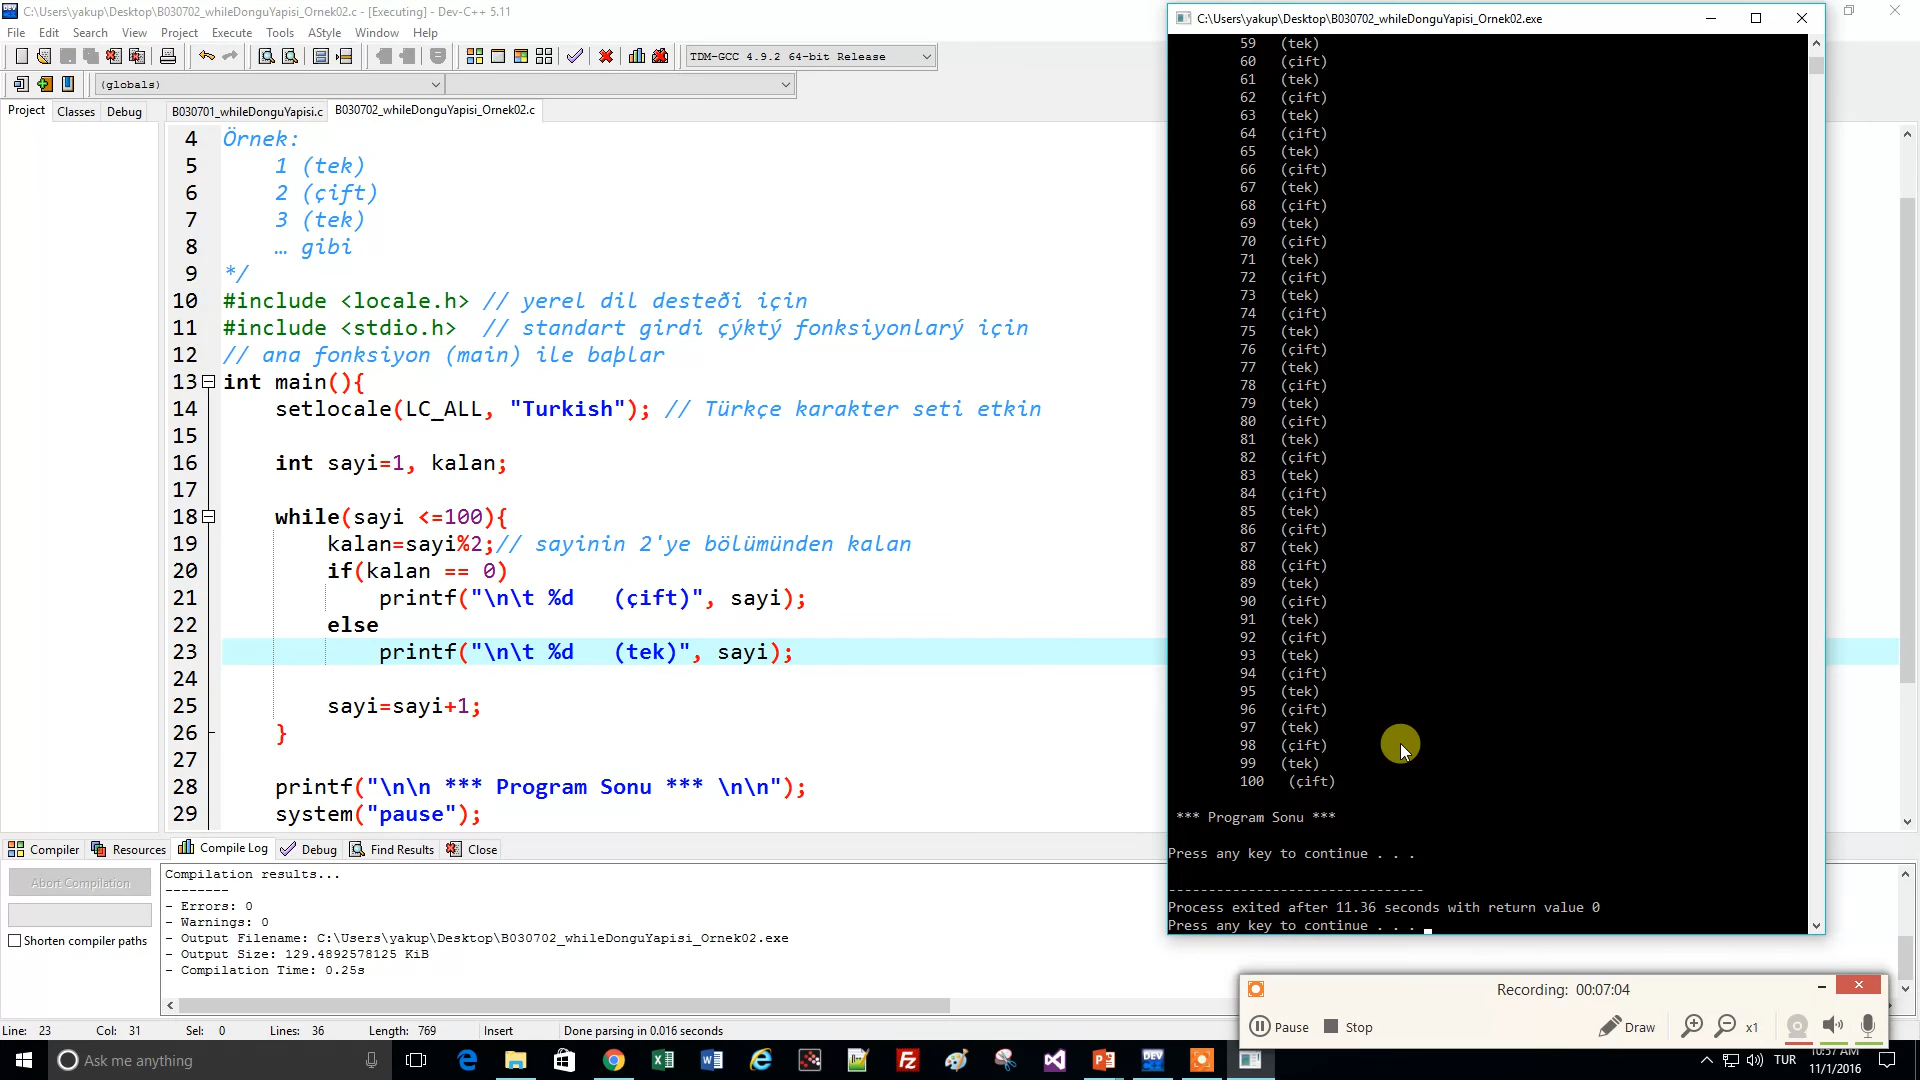 C:\Users\yakup\Desktop\B030702_whileDonguYapisi_Ornek02.c - [Executing] - Dev-C++ 5.11
File Edit Search View Project Execute Tools AStyle Window Help
TDM-GCC 4.9.2 64-bit Release
(globals)
Project Classes Debug
B030701_whileDonguYapisi.c B030702_whileDonguYapisi_Ornek02.c
4 Örnek:
5 1 (tek)
6 2 (çift)
7 3 (tek)
8 … gibi
9 */
10 #include <locale.h> // yerel dil desteði için
11 #include <stdio.h> // standart girdi çýktý fonksiyonlarý için
12 // ana fonksiyon (main) ile baþlar
13 int main(){
14 setlocale(LC_ALL, "Turkish"); // Türkçe karakter seti etkin
15
16 int sayi=1, kalan;
17
18 while(sayi <=100){
19 kalan=sayi%2;// sayinin 2'ye bölümünden kalan
20 if(kalan == 0)
21 printf("\n\t %d   (çift)", sayi);
22 else
23 printf("\n\t %d   (tek)", sayi);
24
25 sayi=sayi+1;
26 }
27
28 printf("\n\n *** Program Sonu *** \n\n");
29 system("pause");
Compiler Resources Compile Log Debug Find Results Close
Abort Compilation
Shorten compiler paths
Compilation results...
--------
- Errors: 0
- Warnings: 0
- Output Filename: C:\Users\yakup\Desktop\B030702_whileDonguYapisi_Ornek02.exe
- Output Size: 129.4892578125 KiB
- Compilation Time: 0.25s
Line: 23 Col: 31 Sel: 0 Lines: 36 Length: 769 Insert Done parsing in 0.016 seconds
C:\Users\yakup\Desktop\B030702_whileDonguYapisi_Ornek02.exe
59 (tek)
60 (çift)
61 (tek)
62 (çift)
63 (tek)
64 (çift)
65 (tek)
66 (çift)
67 (tek)
68 (çift)
69 (tek)
70 (çift)
71 (tek)
72 (çift)
73 (tek)
74 (çift)
75 (tek)
76 (çift)
77 (tek)
78 (çift)
79 (tek)
80 (çift)
81 (tek)
82 (çift)
83 (tek)
84 (çift)
85 (tek)
86 (çift)
87 (tek)
88 (çift)
89 (tek)
90 (çift)
91 (tek)
92 (çift)
93 (tek)
94 (çift)
95 (tek)
96 (çift)
97 (tek)
98 (çift)
99 (tek)
100 (çift)
*** Program Sonu ***
Press any key to continue . . .
--------------------------------
Process exited after 11.36 seconds with return value 0
Press any key to continue . . .
Recording: 00:07:04
Pause Stop Draw x1
Ask me anything
TUR
10:57 AM
11/1/2016